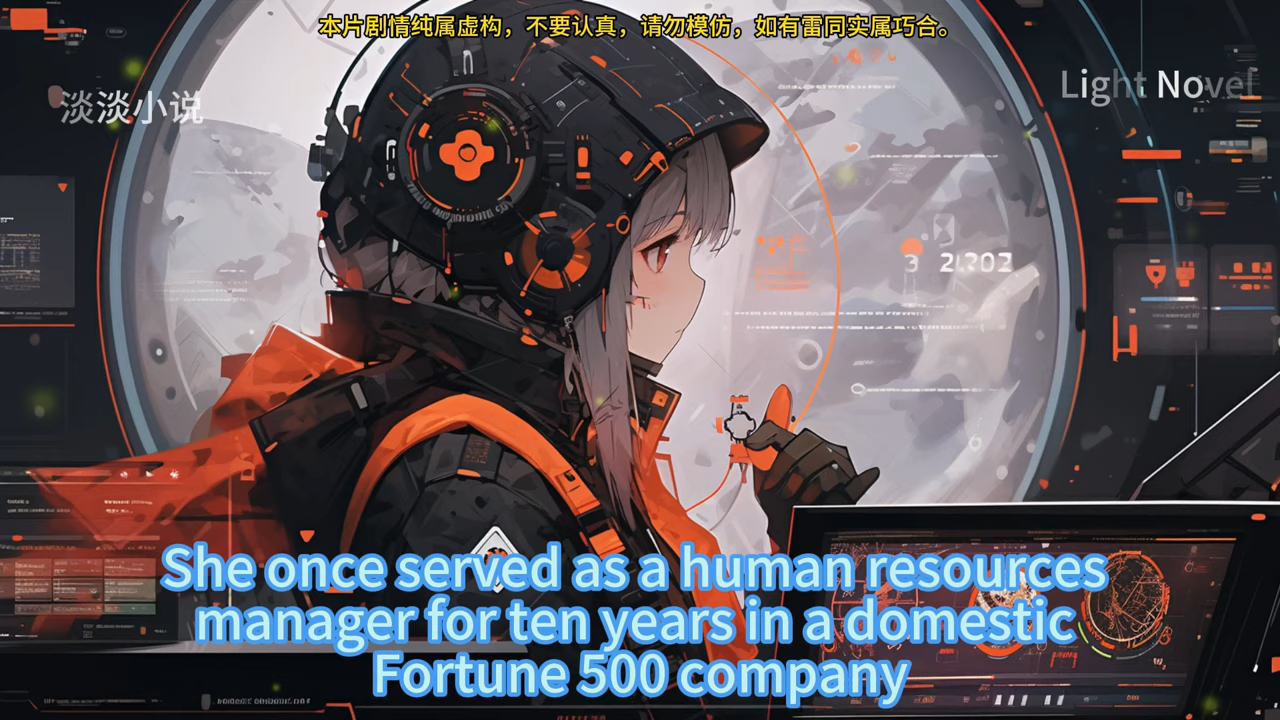 本片剧情纯属虚构，不要认真，请勿模仿，如有雷同实属巧合。
淡淡小说
Light Novel
She once served as a human resources
manager for ten years in a domestic
Fortune 500 company